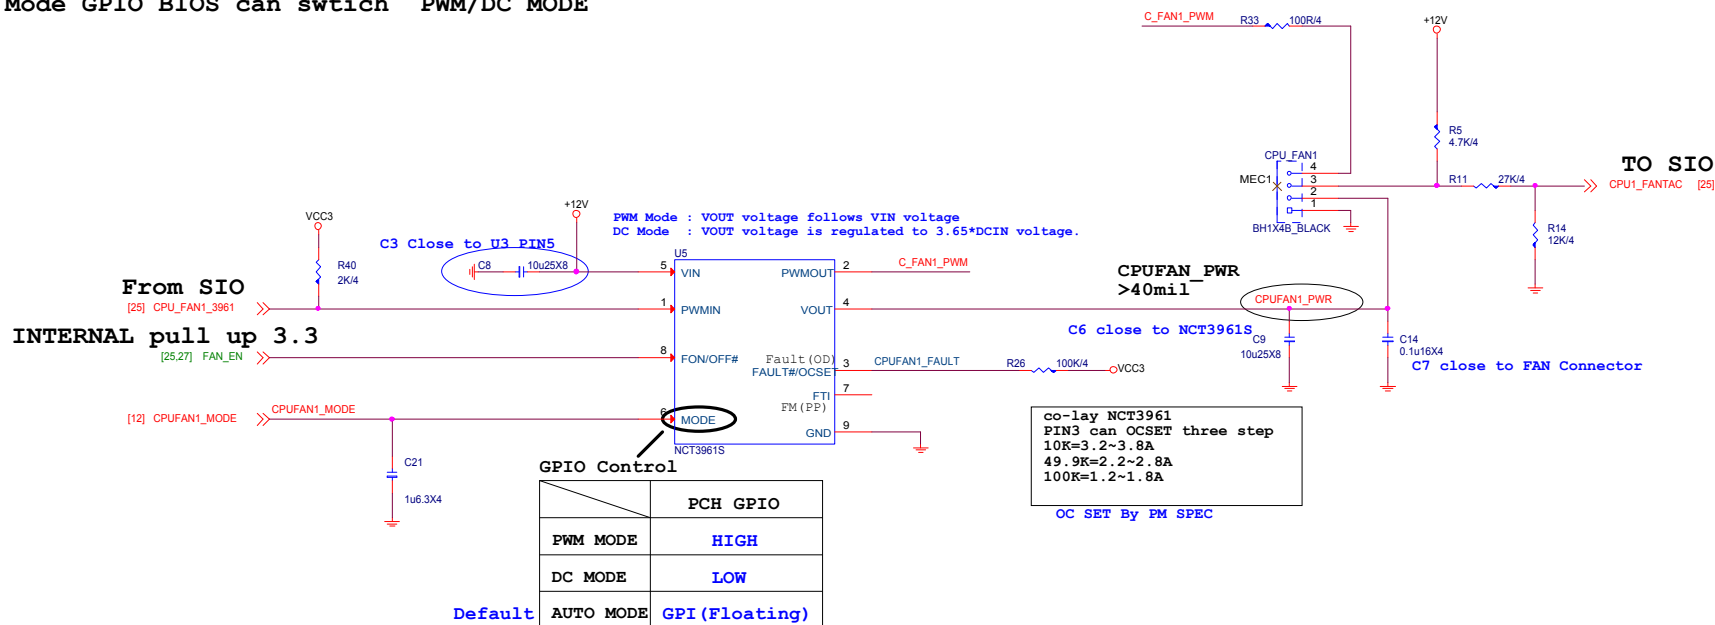 Mode GPIO BIOS can swtich PWM/DC MODE
C_FAN1_PWM
R33
100R/4
+12V
R5
4.7K/4
CPU_FAN1
MEC1
4
3
2
1
BH1X4B_BLACK
R11
27K/4
TO SIO
CPU1_FANTAC [25]
R14
12K/4
VCC3
R40
2K/4
+12V
C3 Close to U3 PIN5
C8
10u25X8
PWM Mode : VOUT voltage follows VIN voltage
DC Mode : VOUT voltage is regulated to 3.65*DCIN voltage.
From SIO
[25] CPU_FAN1_3961
INTERNAL pull up 3.3
[25,27] FAN_EN
[12] CPUFAN1_MODE
CPUFAN1_MODE
C21
1u6.3X4
U5
5 VIN
PWMOUT 2
C_FAN1_PWM
1 PWMIN
VOUT 4
8 FON/OFF#
Fault(OD)
FAULT#/OCSET 3
CPUFAN1_FAULT
R26
100K/4
VCC3
FTI 7
FM(PP)
6 MODE
GND 9
NCT3961S
CPUFAN_PWR
>40mil
CPUFAN1_PWR
C6 close to NCT3961S
C9
10u25X8
C14
0.1u16X4
C7 close to FAN Connector
co-lay NCT3961
PIN3 can OCSET three step
10K=3.2~3.8A
49.9K=2.2~2.8A
100K=1.2~1.8A
OC SET By PM SPEC
GPIO Control
PCH GPIO
PWM MODE HIGH
DC MODE LOW
Default AUTO MODE GPI(Floating)